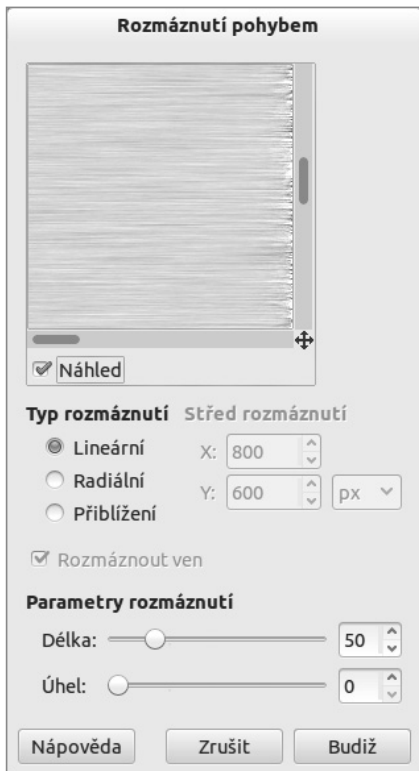 Rozmáznutí pohybem
Náhled
Typ rozmáznutí Střed rozmáznutí
Lineární
X: 800
Radiální
Y: 600 px
Přiblížení
Rozmáznout ven
Parametry rozmáznutí
Délka: 50
Úhel: 0
Nápověda Zrušit Budiž